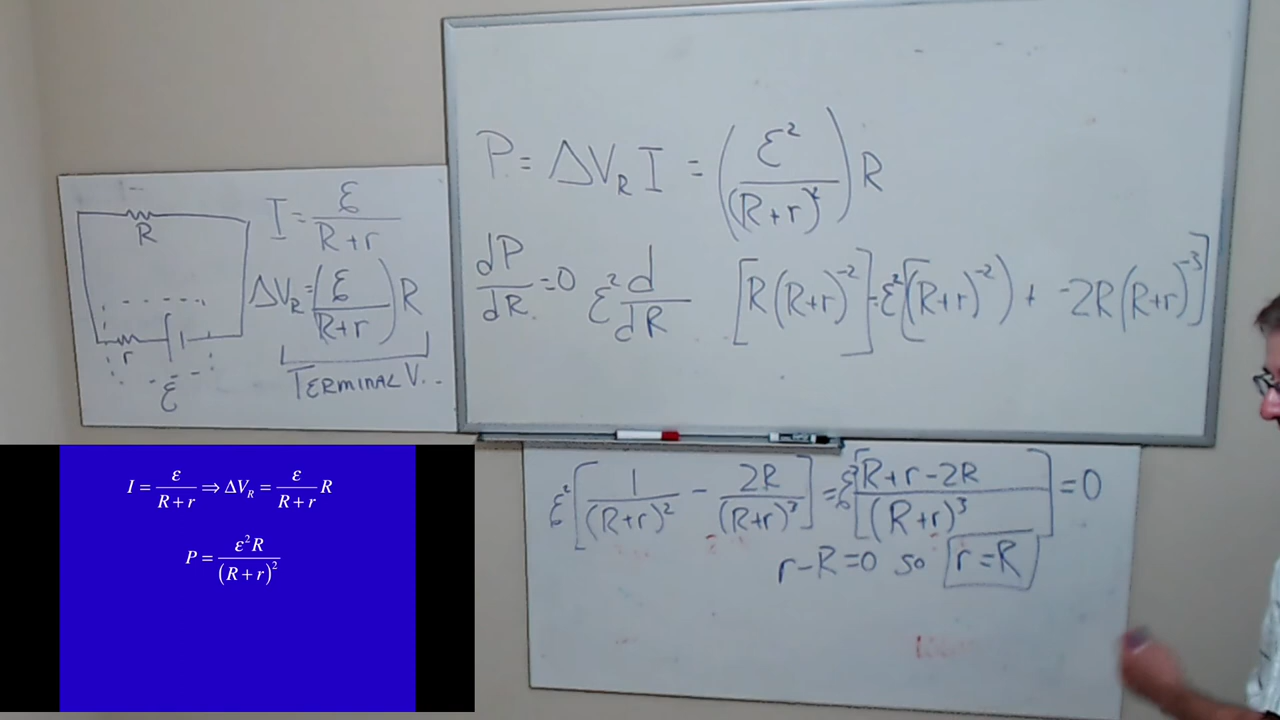 P = ΔV_R I = (ε²/(R+r)²) R
dP/dR = 0 ε² d/dR [R(R+r)⁻²] = ε²[(R+r)⁻²) + -2R(R+r)⁻³]
R
I = ε/(R+r)
ΔV_R = (ε/(R+r)) R
TERMINAL V..
r
ε
ε² [1/(R+r)² - 2R/(R+r)³] = ε² [(R+r-2R)/(R+r)³] = 0
r-R=0 so r=R
I = ε/(R+r) ⇒ ΔV_R = ε/(R+r) R
P = ε²R/(R+r)²